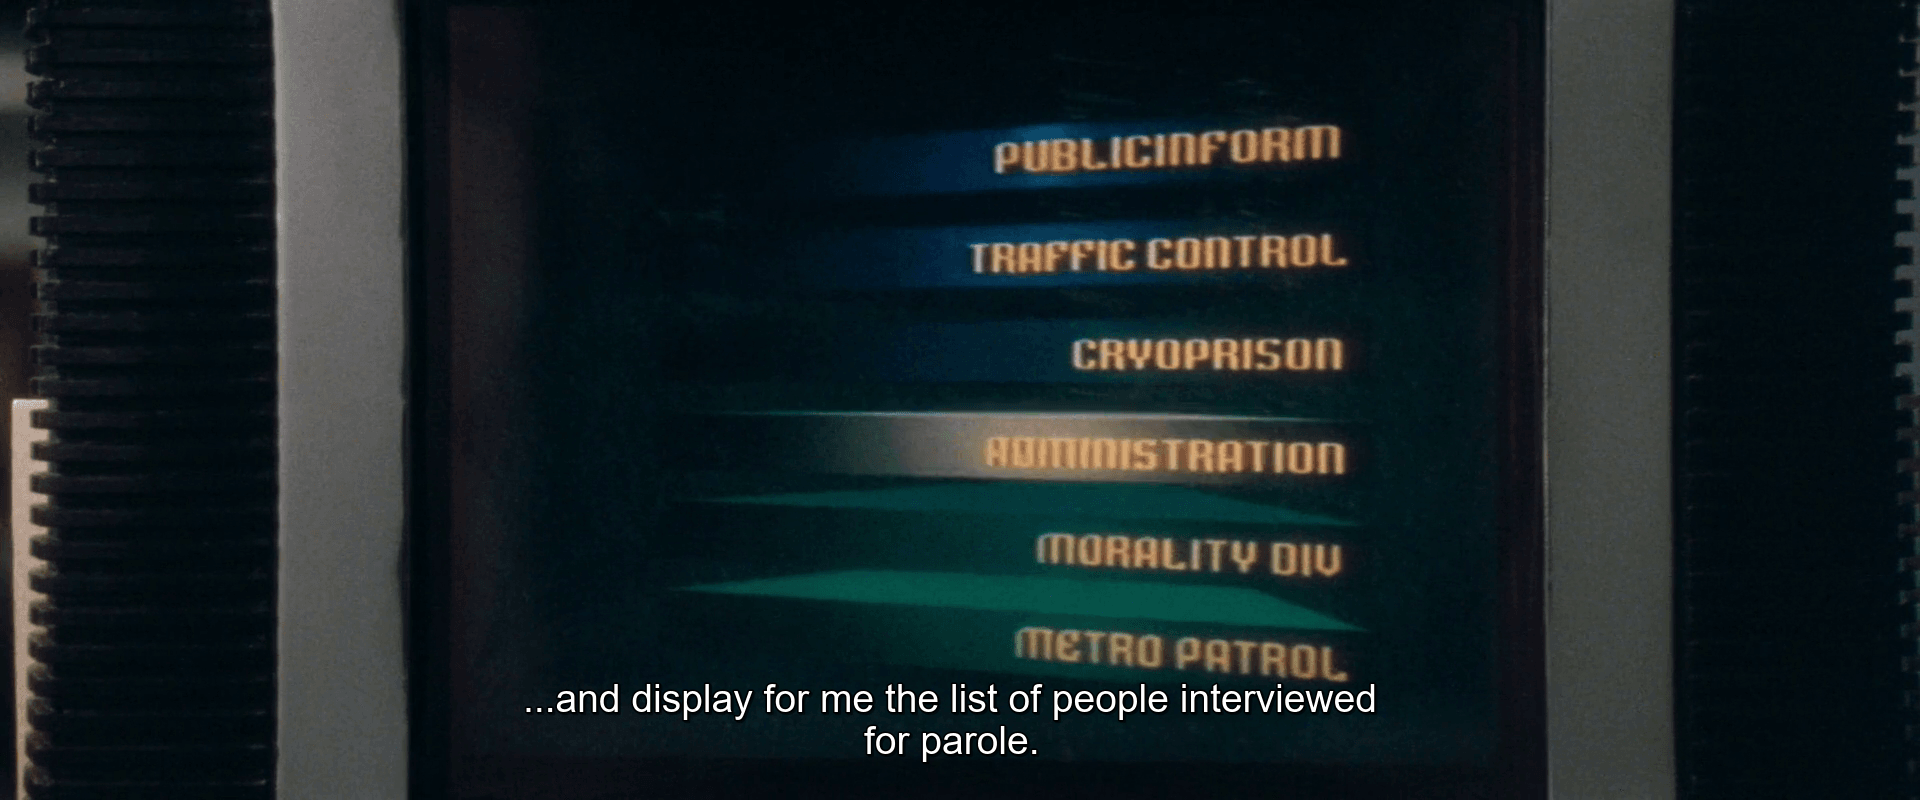 PUBLICINFORM
TRAFFIC CONTROL
CRYOPRISON
ADMINISTRATION
MORALITY DIV
METRO PATROL
...and display for me the list of people interviewed
for parole.